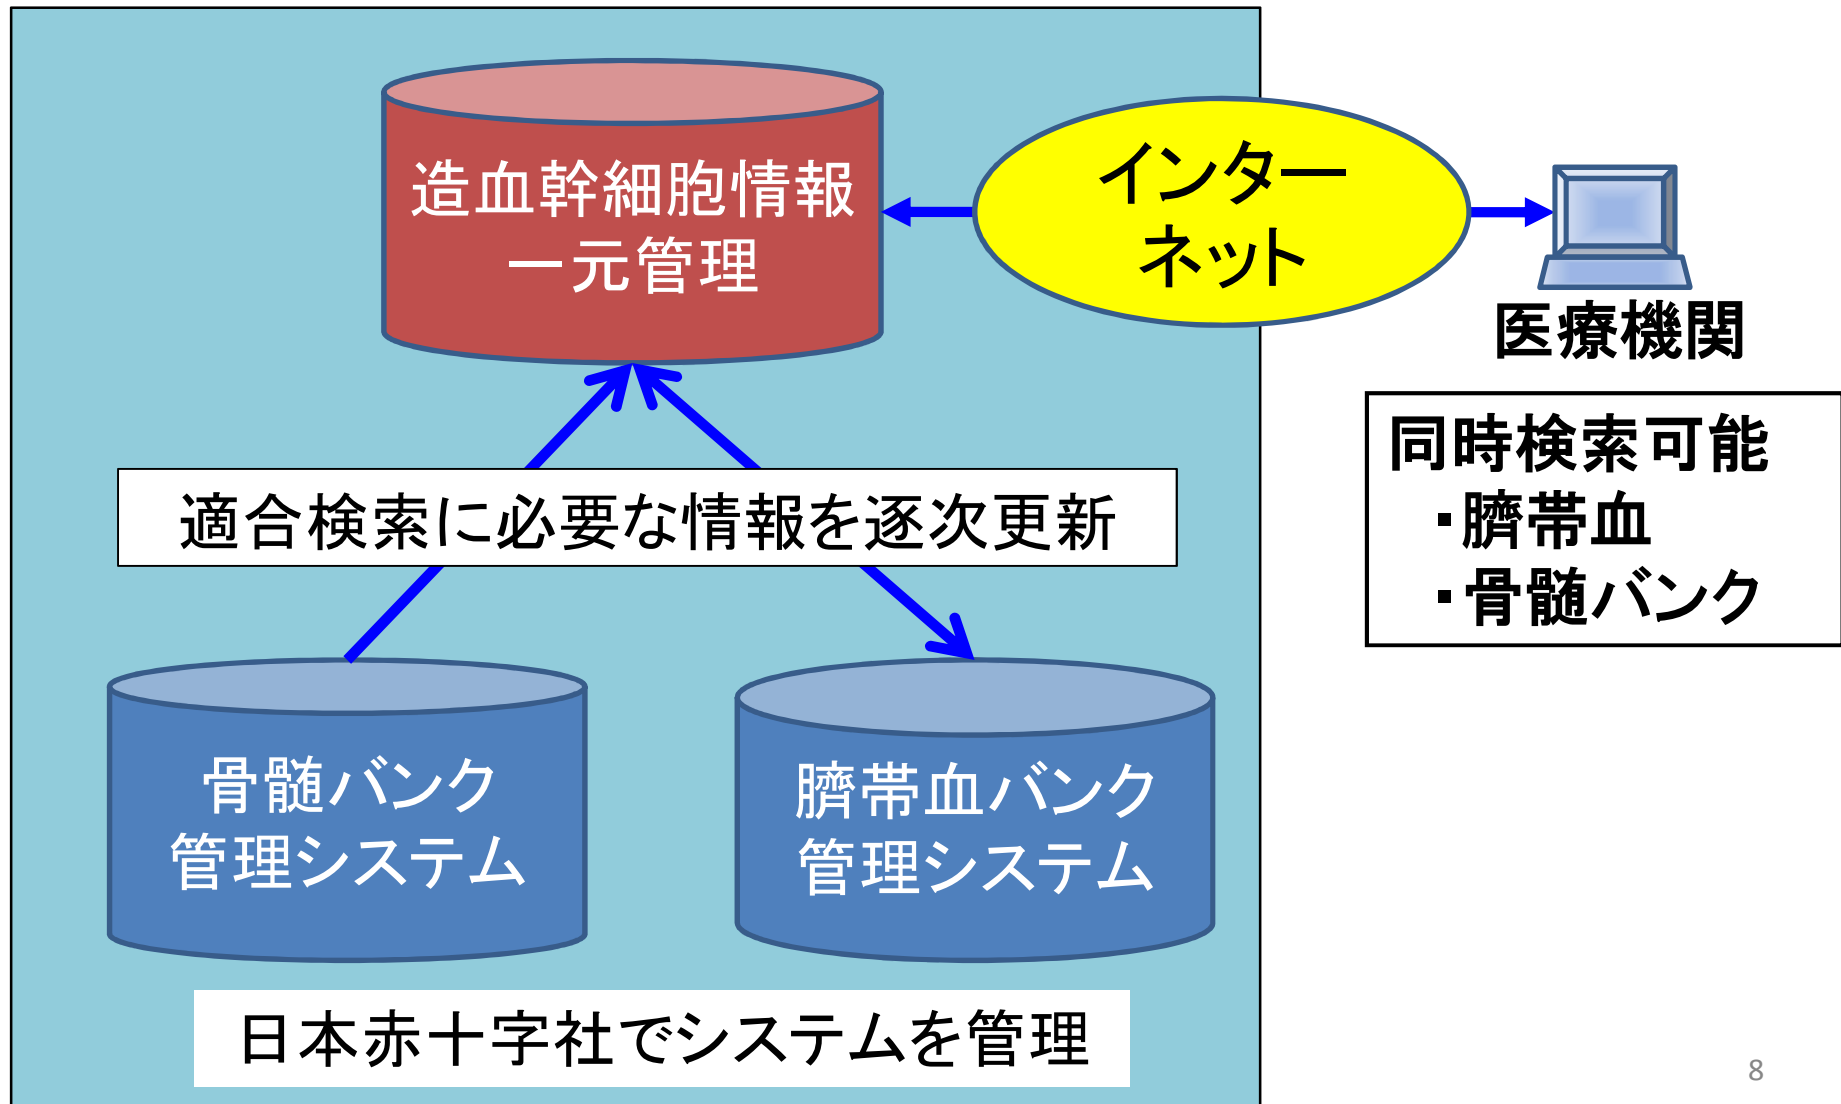 造血幹細胞情報
一元管理
インター
ネット
医療機関
同時検索可能
・臍帯血
・骨髄バンク
適合検索に必要な情報を逐次更新
骨髄バンク
管理システム
臍帯血バンク
管理システム
日本赤十字社でシステムを管理
8